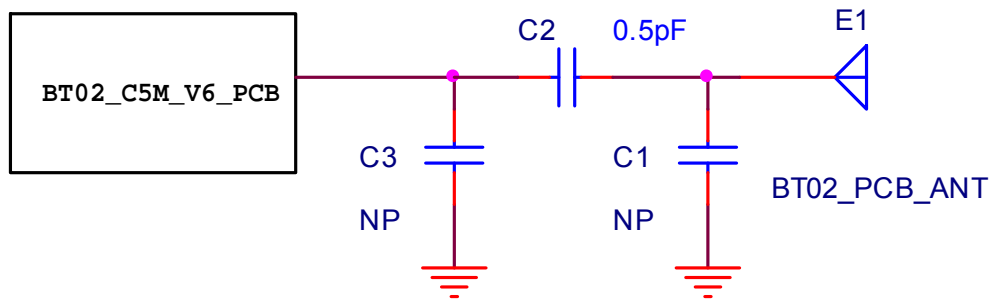 C2 0.5pF E1
BT02_C5M_V6_PCB
C3 C1
BT02_PCB_ANT
NP NP